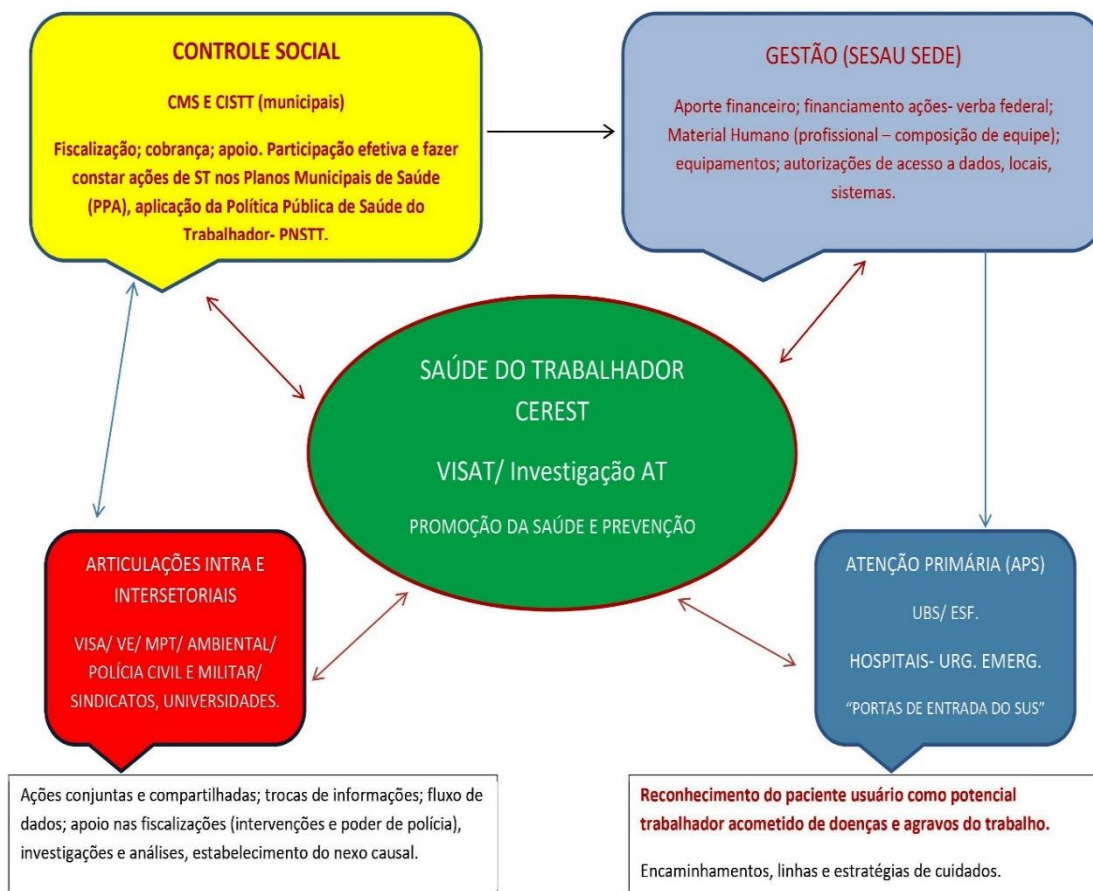 CONTROLE SOCIAL
CMS E CISTT (municipais)
Fiscalização; cobrança; apoio. Participação efetiva e fazer
constar ações de ST nos Planos Municipais de Saúde
(PPA), aplicação da Política Pública de Saúde do
Trabalhador- PNSTT.
GESTÃO (SESAU SEDE)
Aporte financeiro; financiamento ações- verba federal;
Material Humano (profissional – composição de equipe);
equipamentos; autorizações de acesso a dados, locais,
sistemas.
SAÚDE DO TRABALHADOR
CEREST
VISAT/ Investigação AT
PROMOÇÃO DA SAÚDE E PREVENÇÃO
ARTICULAÇÕES INTRA E
INTERSETORIAIS
VISA/ VE/ MPT/ AMBIENTAL/
POLÍCIA CIVIL E MILITAR/
SINDICATOS, UNIVERSIDADES.
ATENÇÃO PRIMÁRIA (APS)
UBS/ ESF.
HOSPITAIS- URG. EMERG.
“PORTAS DE ENTRADA DO SUS”
Ações conjuntas e compartilhadas; trocas de informações; fluxo de
dados; apoio nas fiscalizações (intervenções e poder de polícia),
investigações e análises, estabelecimento do nexo causal.
Reconhecimento do paciente usuário como potencial
trabalhador acometido de doenças e agravos do trabalho.
Encaminhamentos, linhas e estratégias de cuidados.